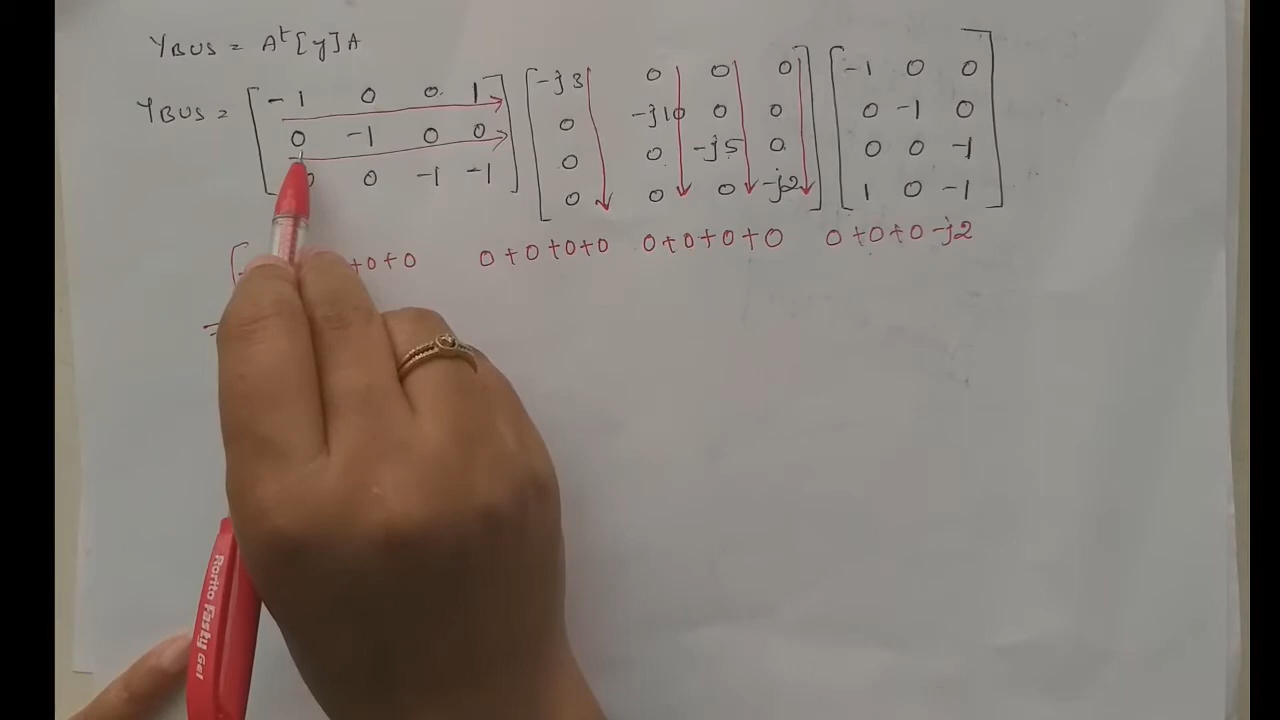 YBUS = Aᵗ[y]A
YBUS = [-1 0 0 1] [-j3 0 0 0] [-1 0 0]
0 -1 0 0 0 -j10 0 0 0 -1 0
0 -1 -1 0 0 -j5 0 0 0 -1
0 0 0 -j2 1 0 -1
+0+0 0+0+0+0 0+0+0+0 0+0+0-j2
=
Rorito Fasty Gel